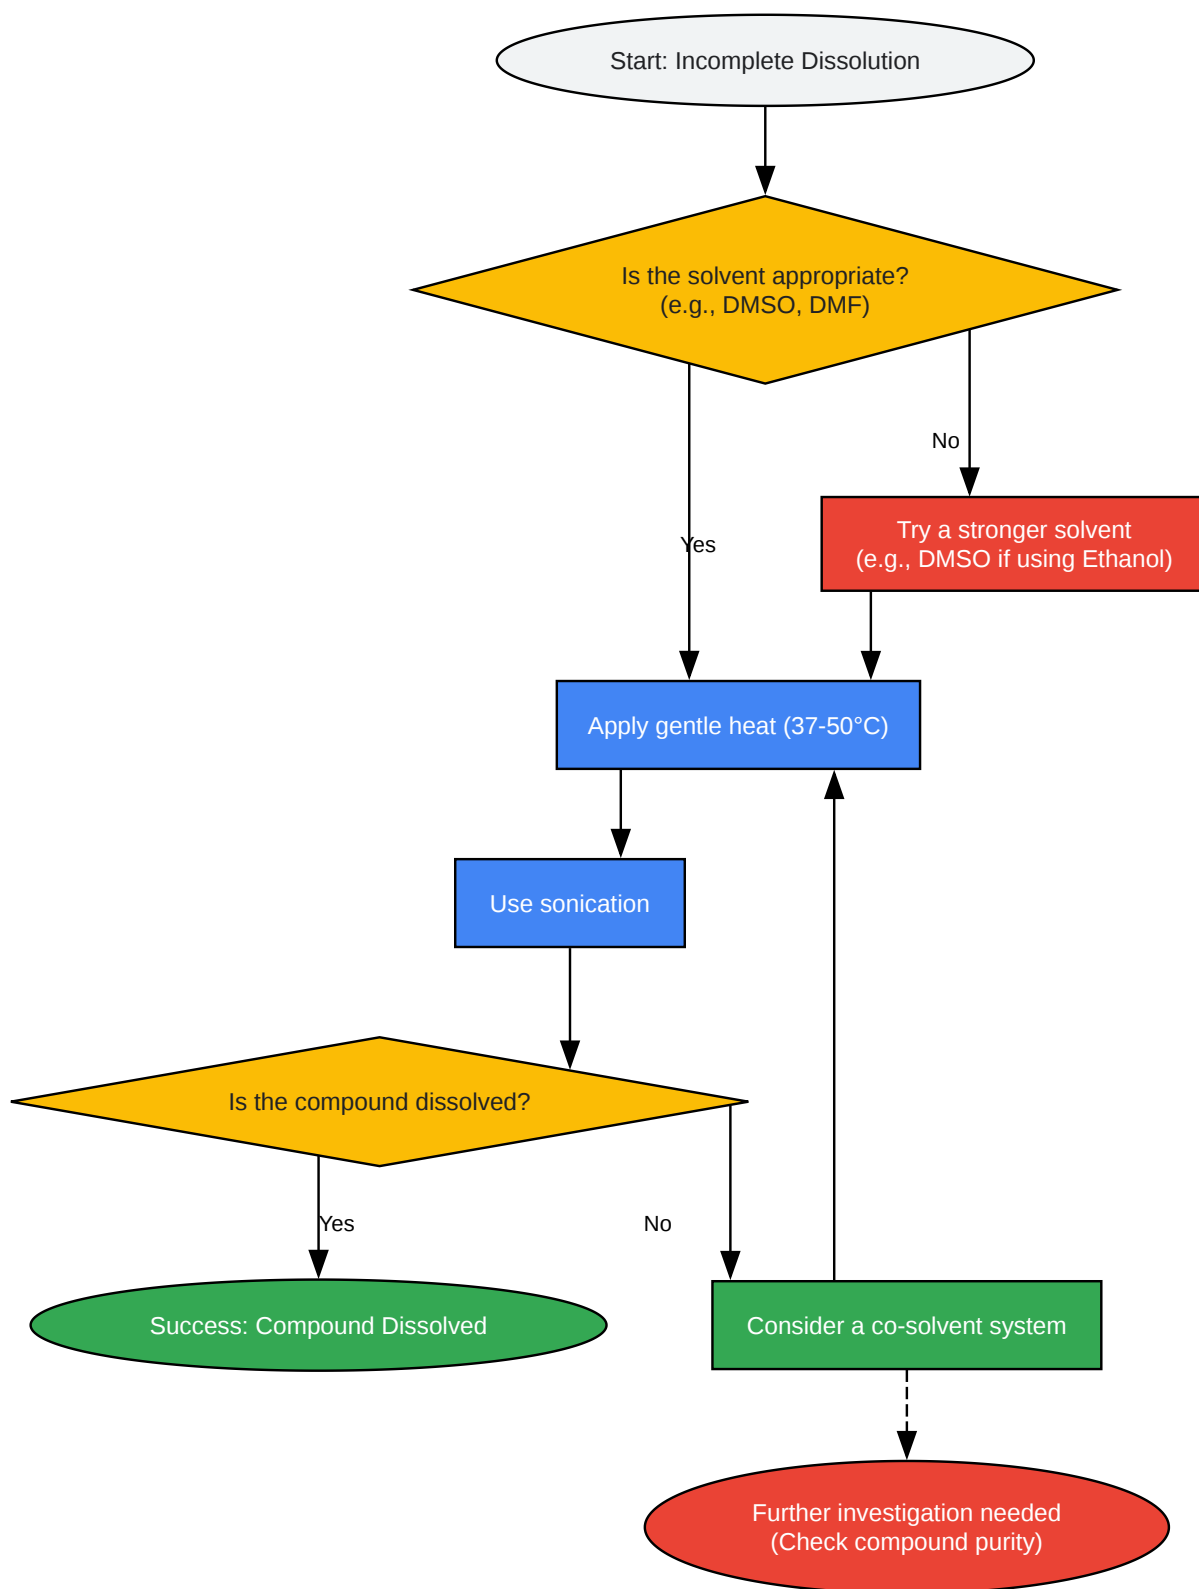 Start: Incomplete Dissolution
Is the solvent appropriate?
(e.g., DMSO, DMF)
No
Try a stronger solvent
(e.g., DMSO if using Ethanol)
Yes
Apply gentle heat (37-50°C)
Use sonication
Is the compound dissolved?
Yes
No
Success: Compound Dissolved
Consider a co-solvent system
Further investigation needed
(Check compound purity)